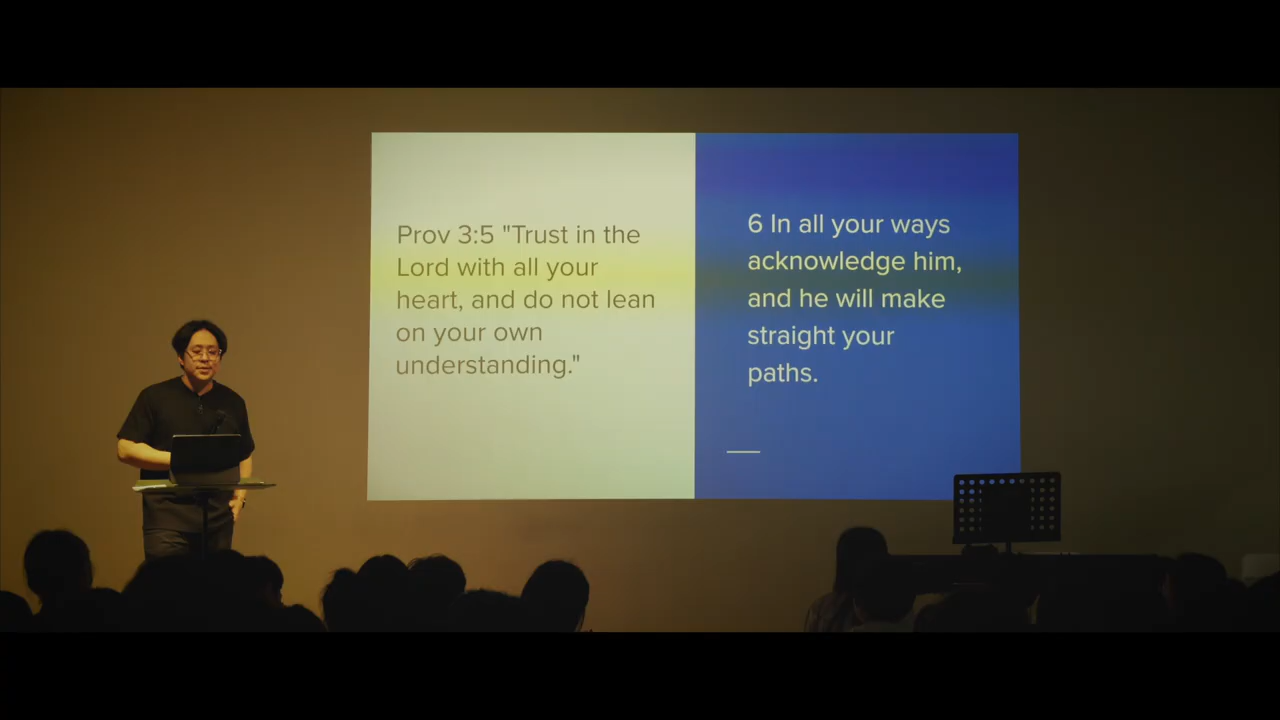 Prov 3:5 "Trust in the
Lord with all your
heart, and do not lean
on your own
understanding."
6 In all your ways
acknowledge him,
and he will make
straight your
paths.